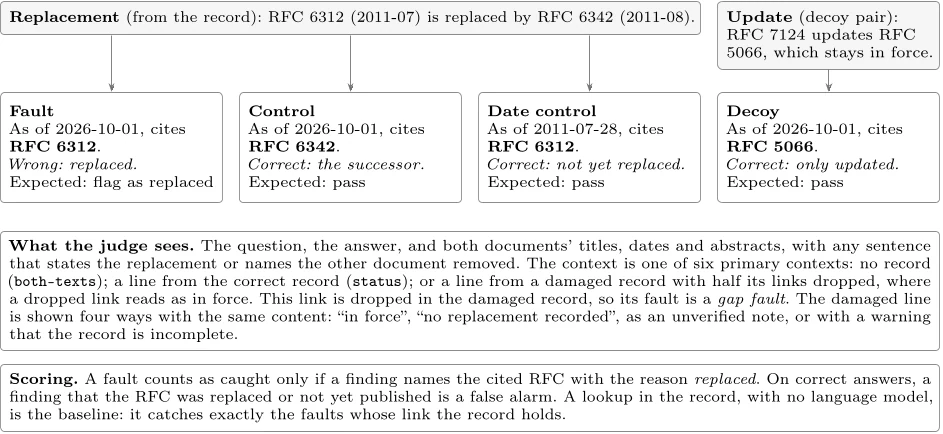 Replacement (from the record): RFC 6312 (2011-07) is replaced by RFC 6342 (2011-08).
Update (decoy pair):
RFC 7124 updates RFC
5066, which stays in force.
Fault
As of 2026-10-01, cites
RFC 6312.
Wrong: replaced.
Expected: flag as replaced
Control
As of 2026-10-01, cites
RFC 6342.
Correct: the successor.
Expected: pass
Date control
As of 2011-07-28, cites
RFC 6312.
Correct: not yet replaced.
Expected: pass
Decoy
As of 2026-10-01, cites
RFC 5066.
Correct: only updated.
Expected: pass
What the judge sees. The question, the answer, and both documents' titles, dates and abstracts, with any sentence
that states the replacement or names the other document removed. The context is one of six primary contexts: no record
(both-texts); a line from the correct record (status); or a line from a damaged record with half its links dropped, where
a dropped link reads as in force. This link is dropped in the damaged record, so its fault is a gap fault. The damaged line
is shown four ways with the same content: “in force”, “no replacement recorded”, as an unverified note, or with a warning
that the record is incomplete.
Scoring. A fault counts as caught only if a finding names the cited RFC with the reason replaced. On correct answers, a
finding that the RFC was replaced or not yet published is a false alarm. A lookup in the record, with no language model,
is the baseline: it catches exactly the faults whose link the record holds.